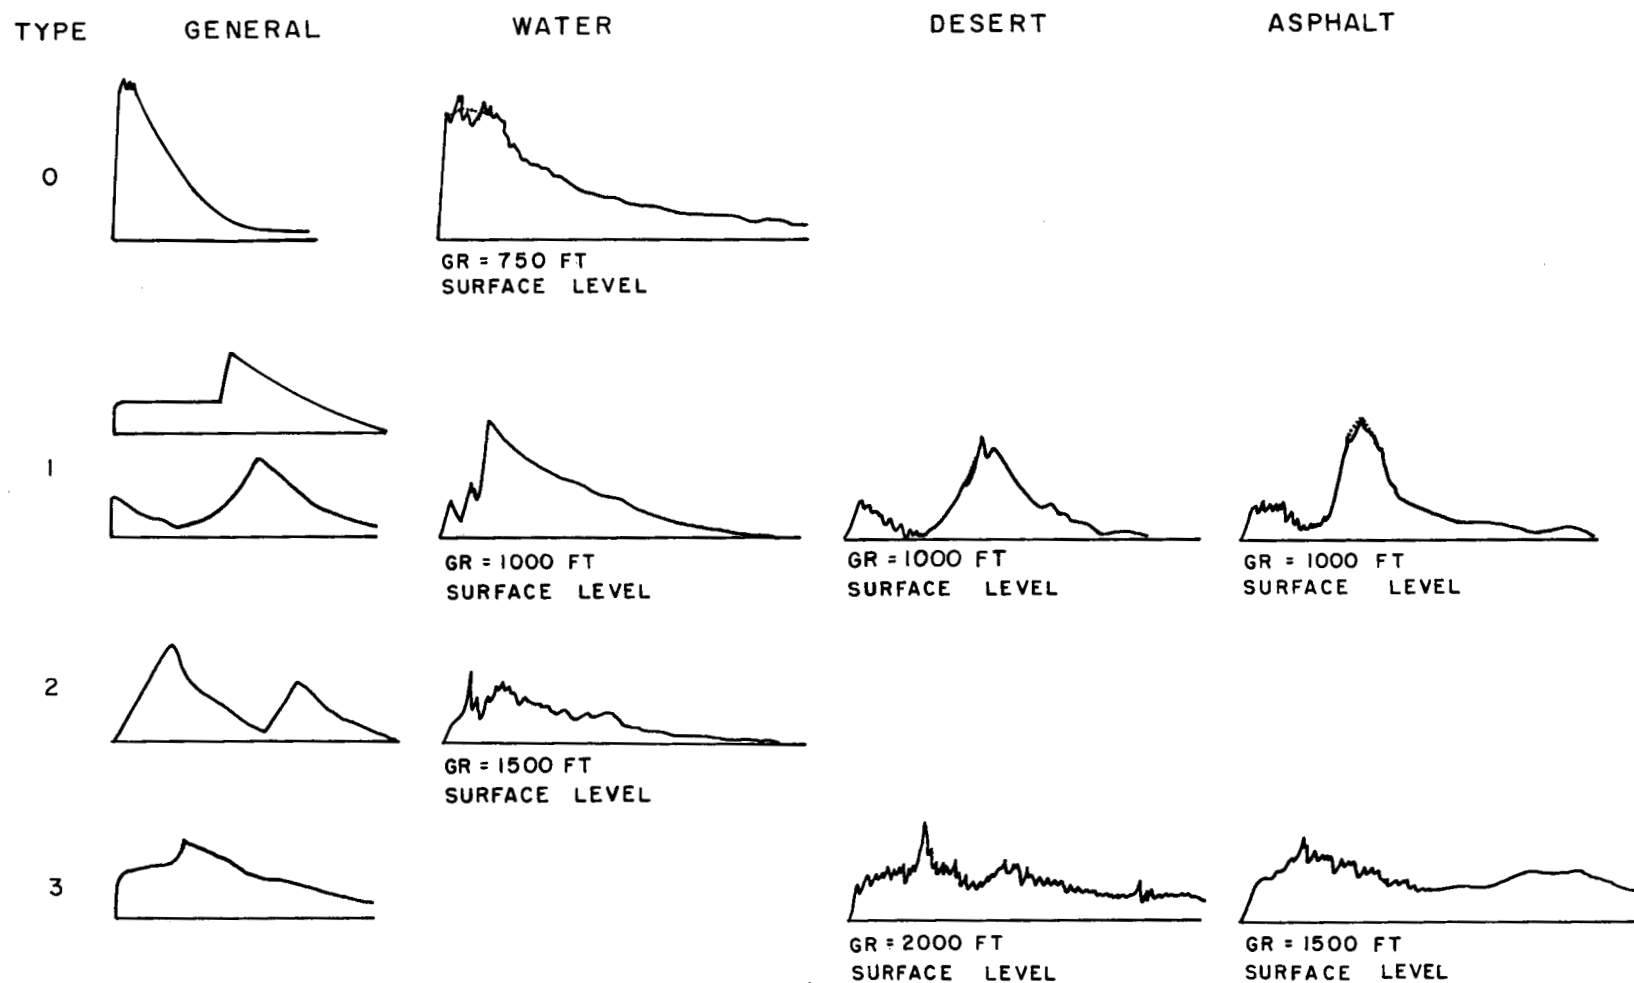 TYPE GENERAL WATER DESERT ASPHALT
0
GR = 750 FT
SURFACE LEVEL
1
GR = 1000 FT
SURFACE LEVEL
GR = 1000 FT
SURFACE LEVEL
GR = 1000 FT
SURFACE LEVEL
2
GR = 1500 FT
SURFACE LEVEL
3
GR = 2000 FT
SURFACE LEVEL
GR = 1500 FT
SURFACE LEVEL